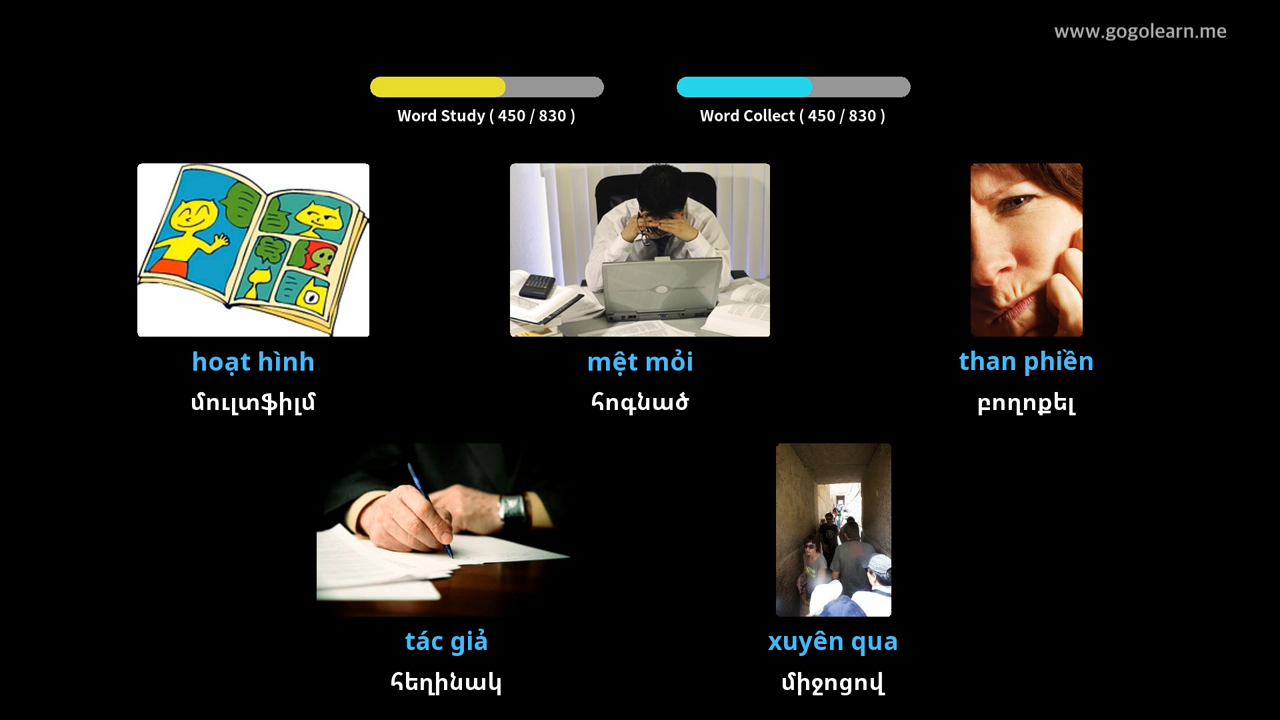 www.gogolearn.me
Word Study ( 450 / 830 )
Word Collect ( 450 / 830 )
hoạt hình
mệt mỏi
than phiền
մուլտֆիլմ
հոգնած
բողոքել
tác giả
xuyên qua
հեղինակ
միջոցով